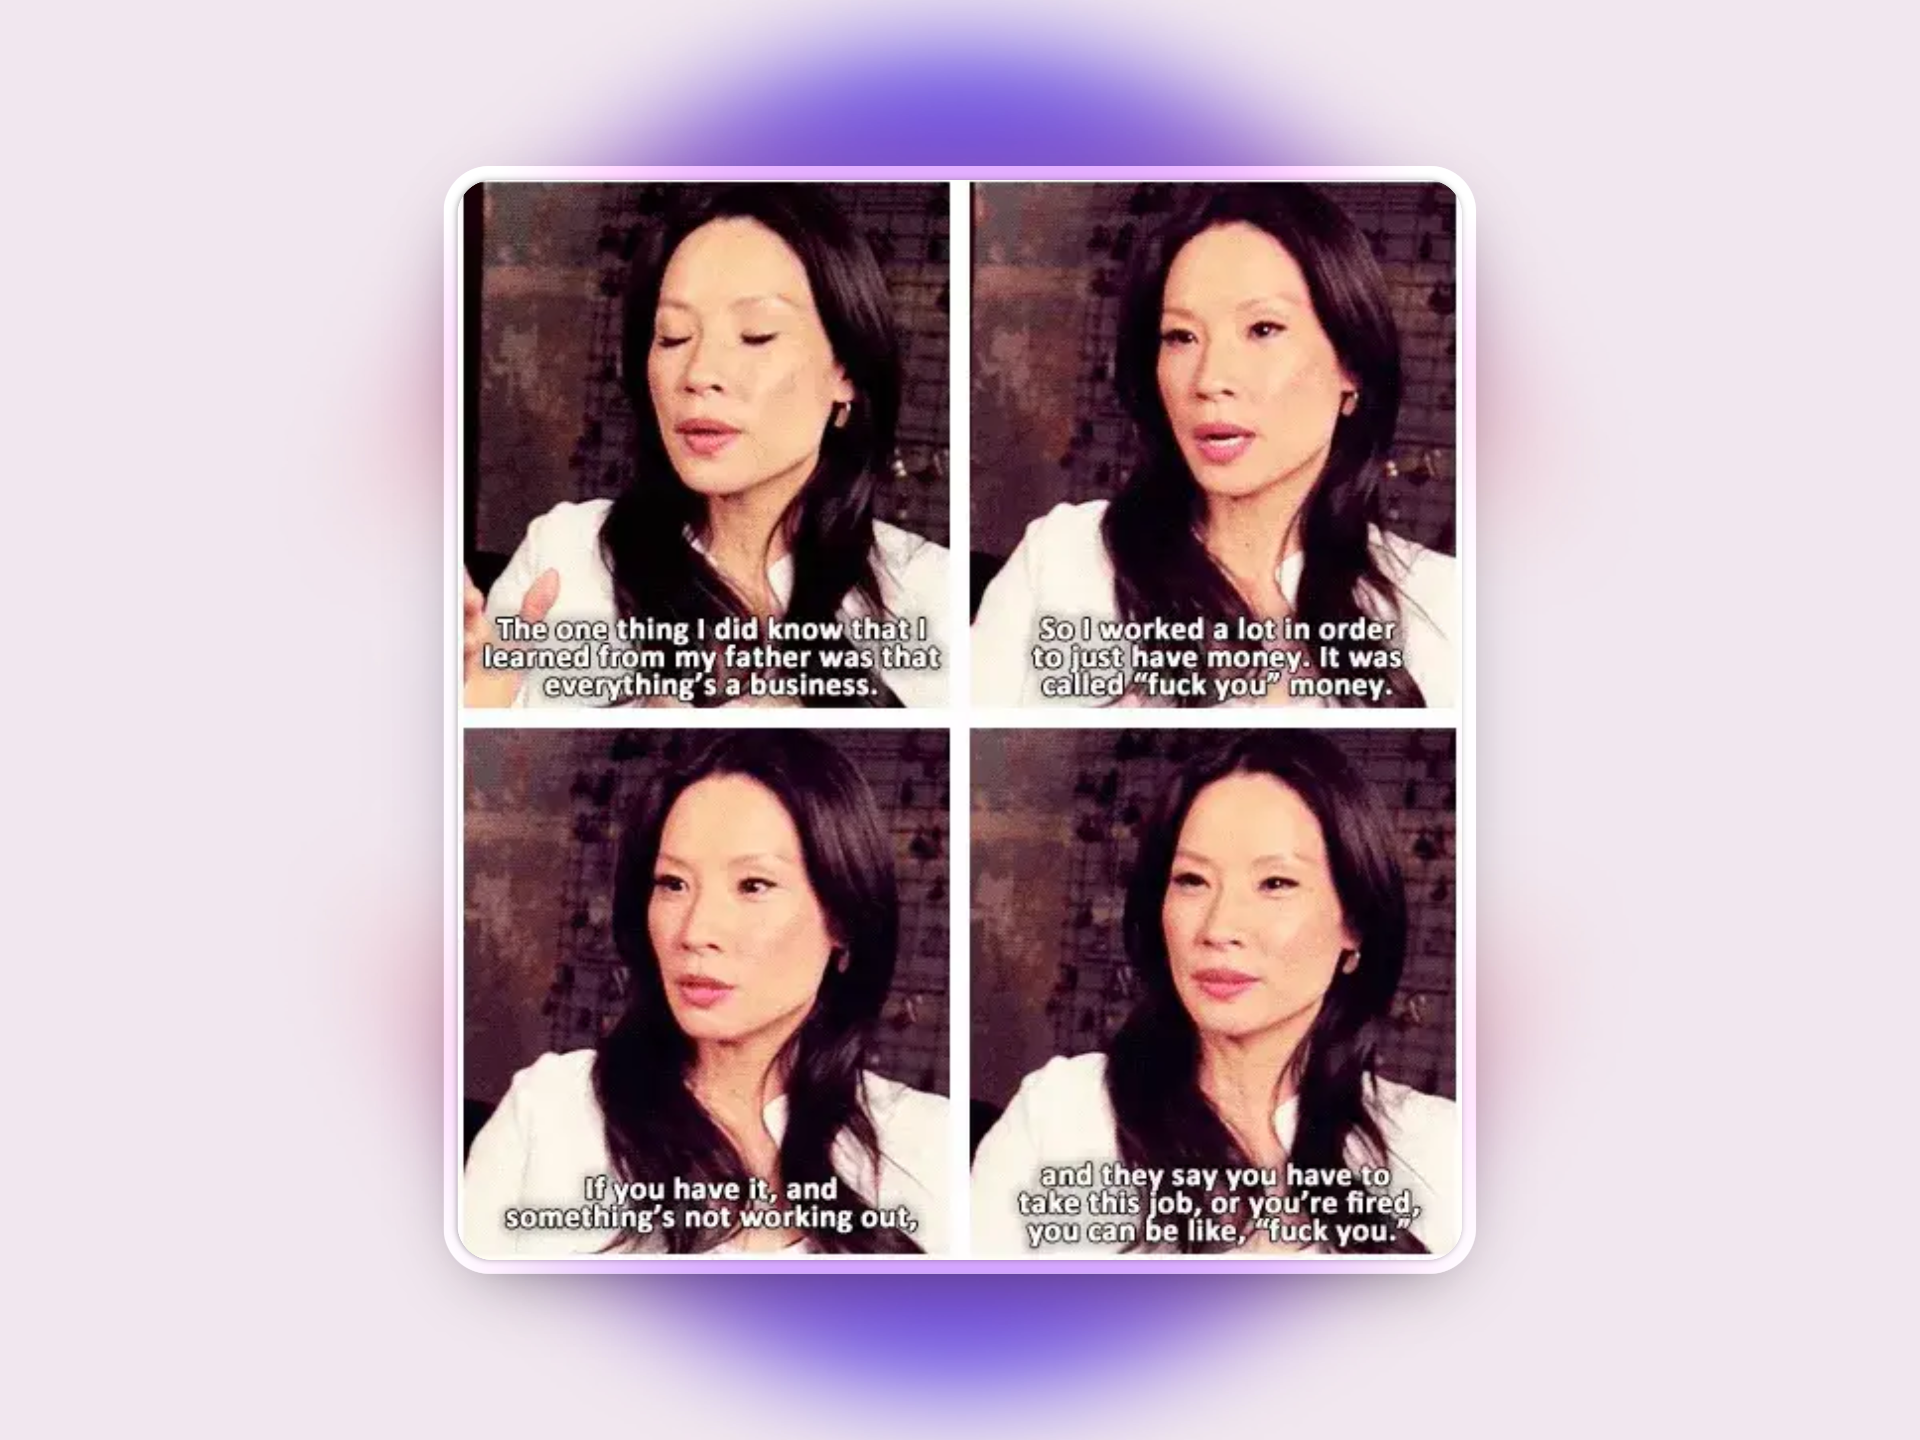 The one thing I did know that I
learned from my father was that
everything's a business.
So I worked a lot in order
to just have money. It was
called “fuck you” money.
If you have it, and
something's not working out,
and they say you have to
take this job, or you're fired,
you can be like, “fuck you.”